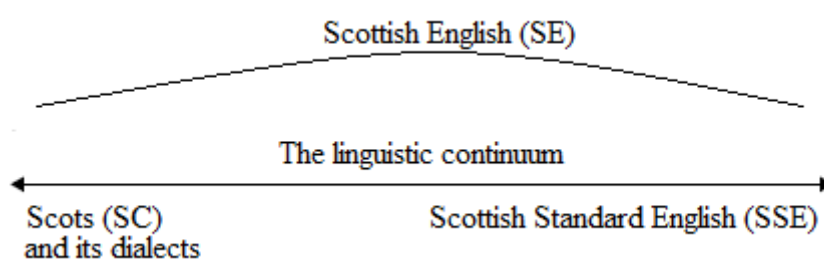 Scottish English (SE)
The linguistic continuum
Scots (SC)
and its dialects
Scottish Standard English (SSE)